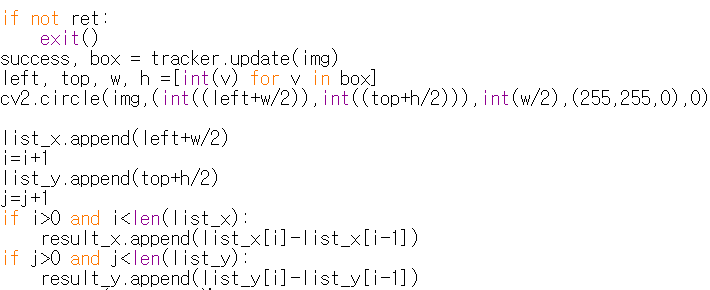 if not ret:
    exit()
success, box = tracker.update(img)
left, top, w, h =[int(v) for v in box]
cv2.circle(img,(int((left+w/2)),int((top+h/2))),int(w/2),(255,255,0),0)

list_x.append(left+w/2)
i=i+1
list_y.append(top+h/2)
j=j+1
if i>0 and i<len(list_x):
    result_x.append(list_x[i]-list_x[i-1])
if j>0 and j<len(list_y):
    result_y.append(list_y[i]-list_y[i-1])